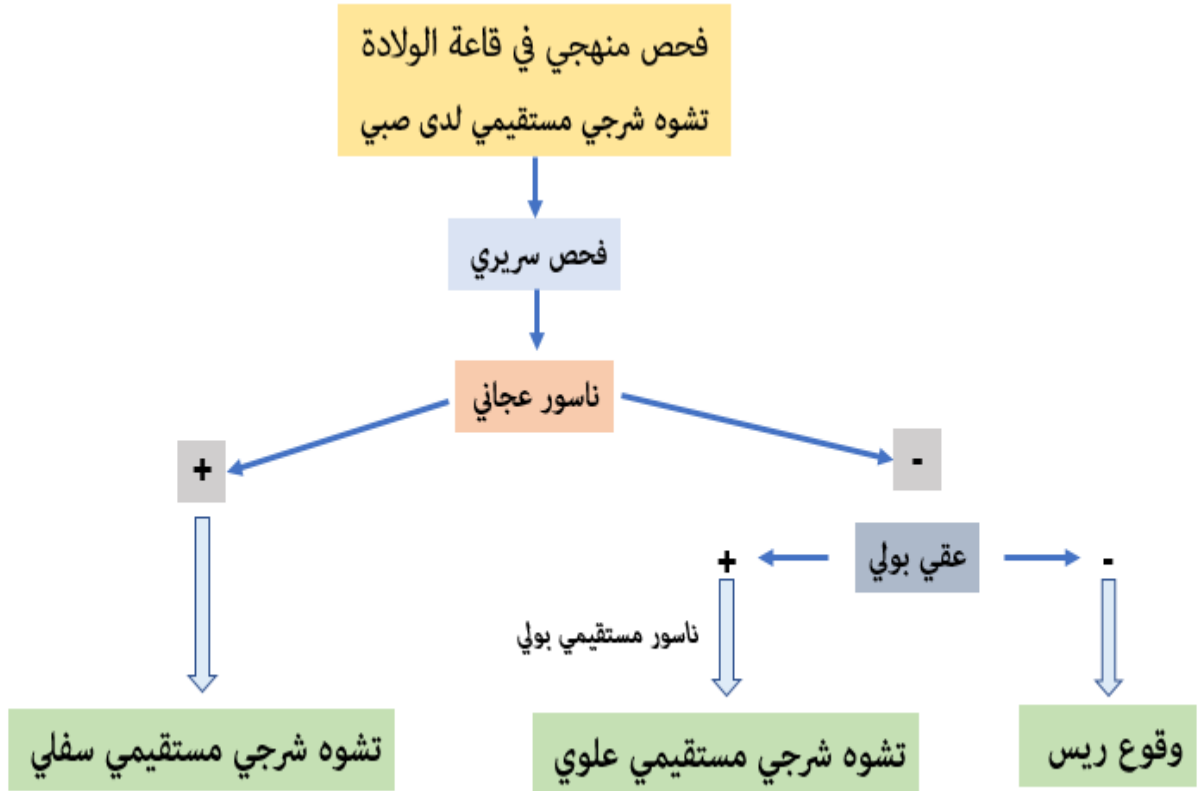 فحص منهجي في قاعة الولادة
تشوه شرجي مستقيمي لدى صبي
فحص سريري
ناسور عجاني
-
+
عقي بولي
-
+
ناسور مستقيمي بولي
وقوع ريس
تشوه شرجي مستقيمي علوي
تشوه شرجي مستقيمي سفلي